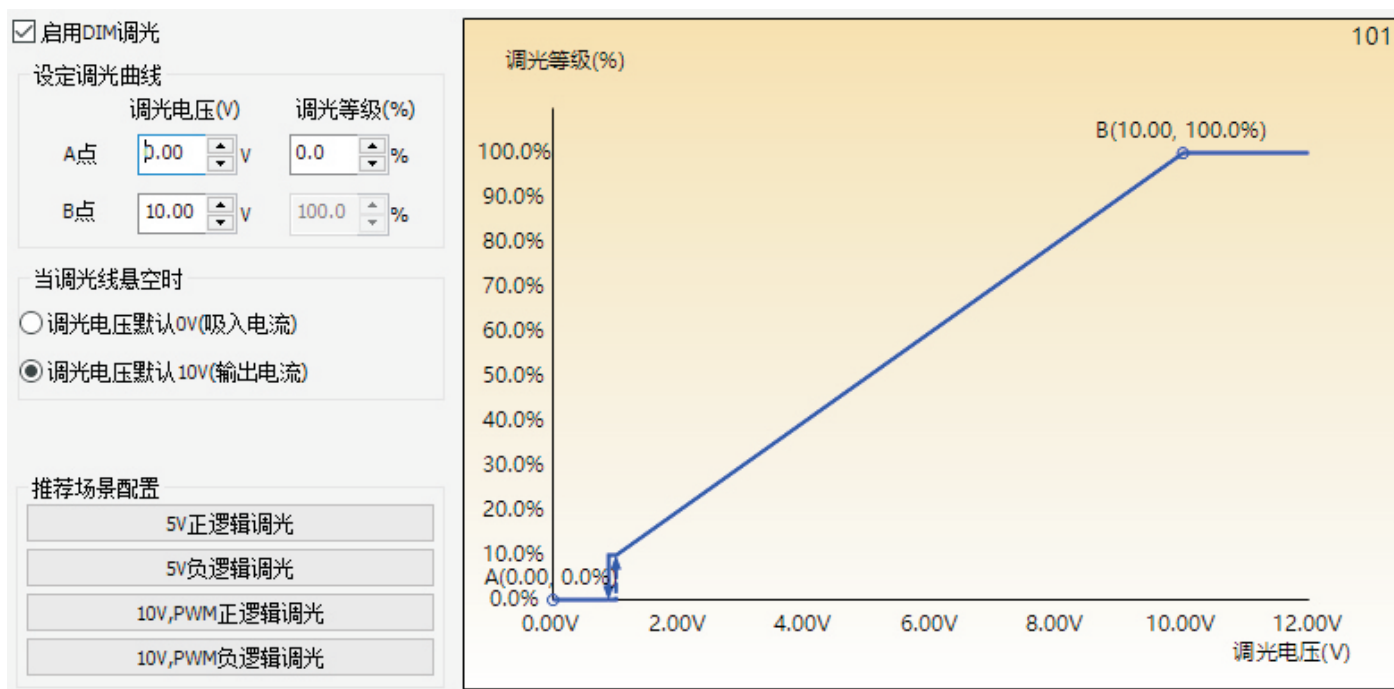 启用DIM调光
设定调光曲线
调光电压(V) 调光等级(%)
A点 0.00 V 0.0 %
B点 10.00 V 100.0 %
当调光线悬空时
调光电压默认0V(吸入电流)
调光电压默认10V(输出电流)
推荐场景配置
5V正逻辑调光
5V负逻辑调光
10V,PWM正逻辑调光
10V,PWM负逻辑调光
101
调光等级(%)
B(10.00, 100.0%)
100.0%
90.0%
80.0%
70.0%
60.0%
50.0%
40.0%
30.0%
20.0%
10.0%
A(0.00, 0.0%)
0.0%
0.00V 2.00V 4.00V 6.00V 8.00V 10.00V 12.00V
调光电压(V)